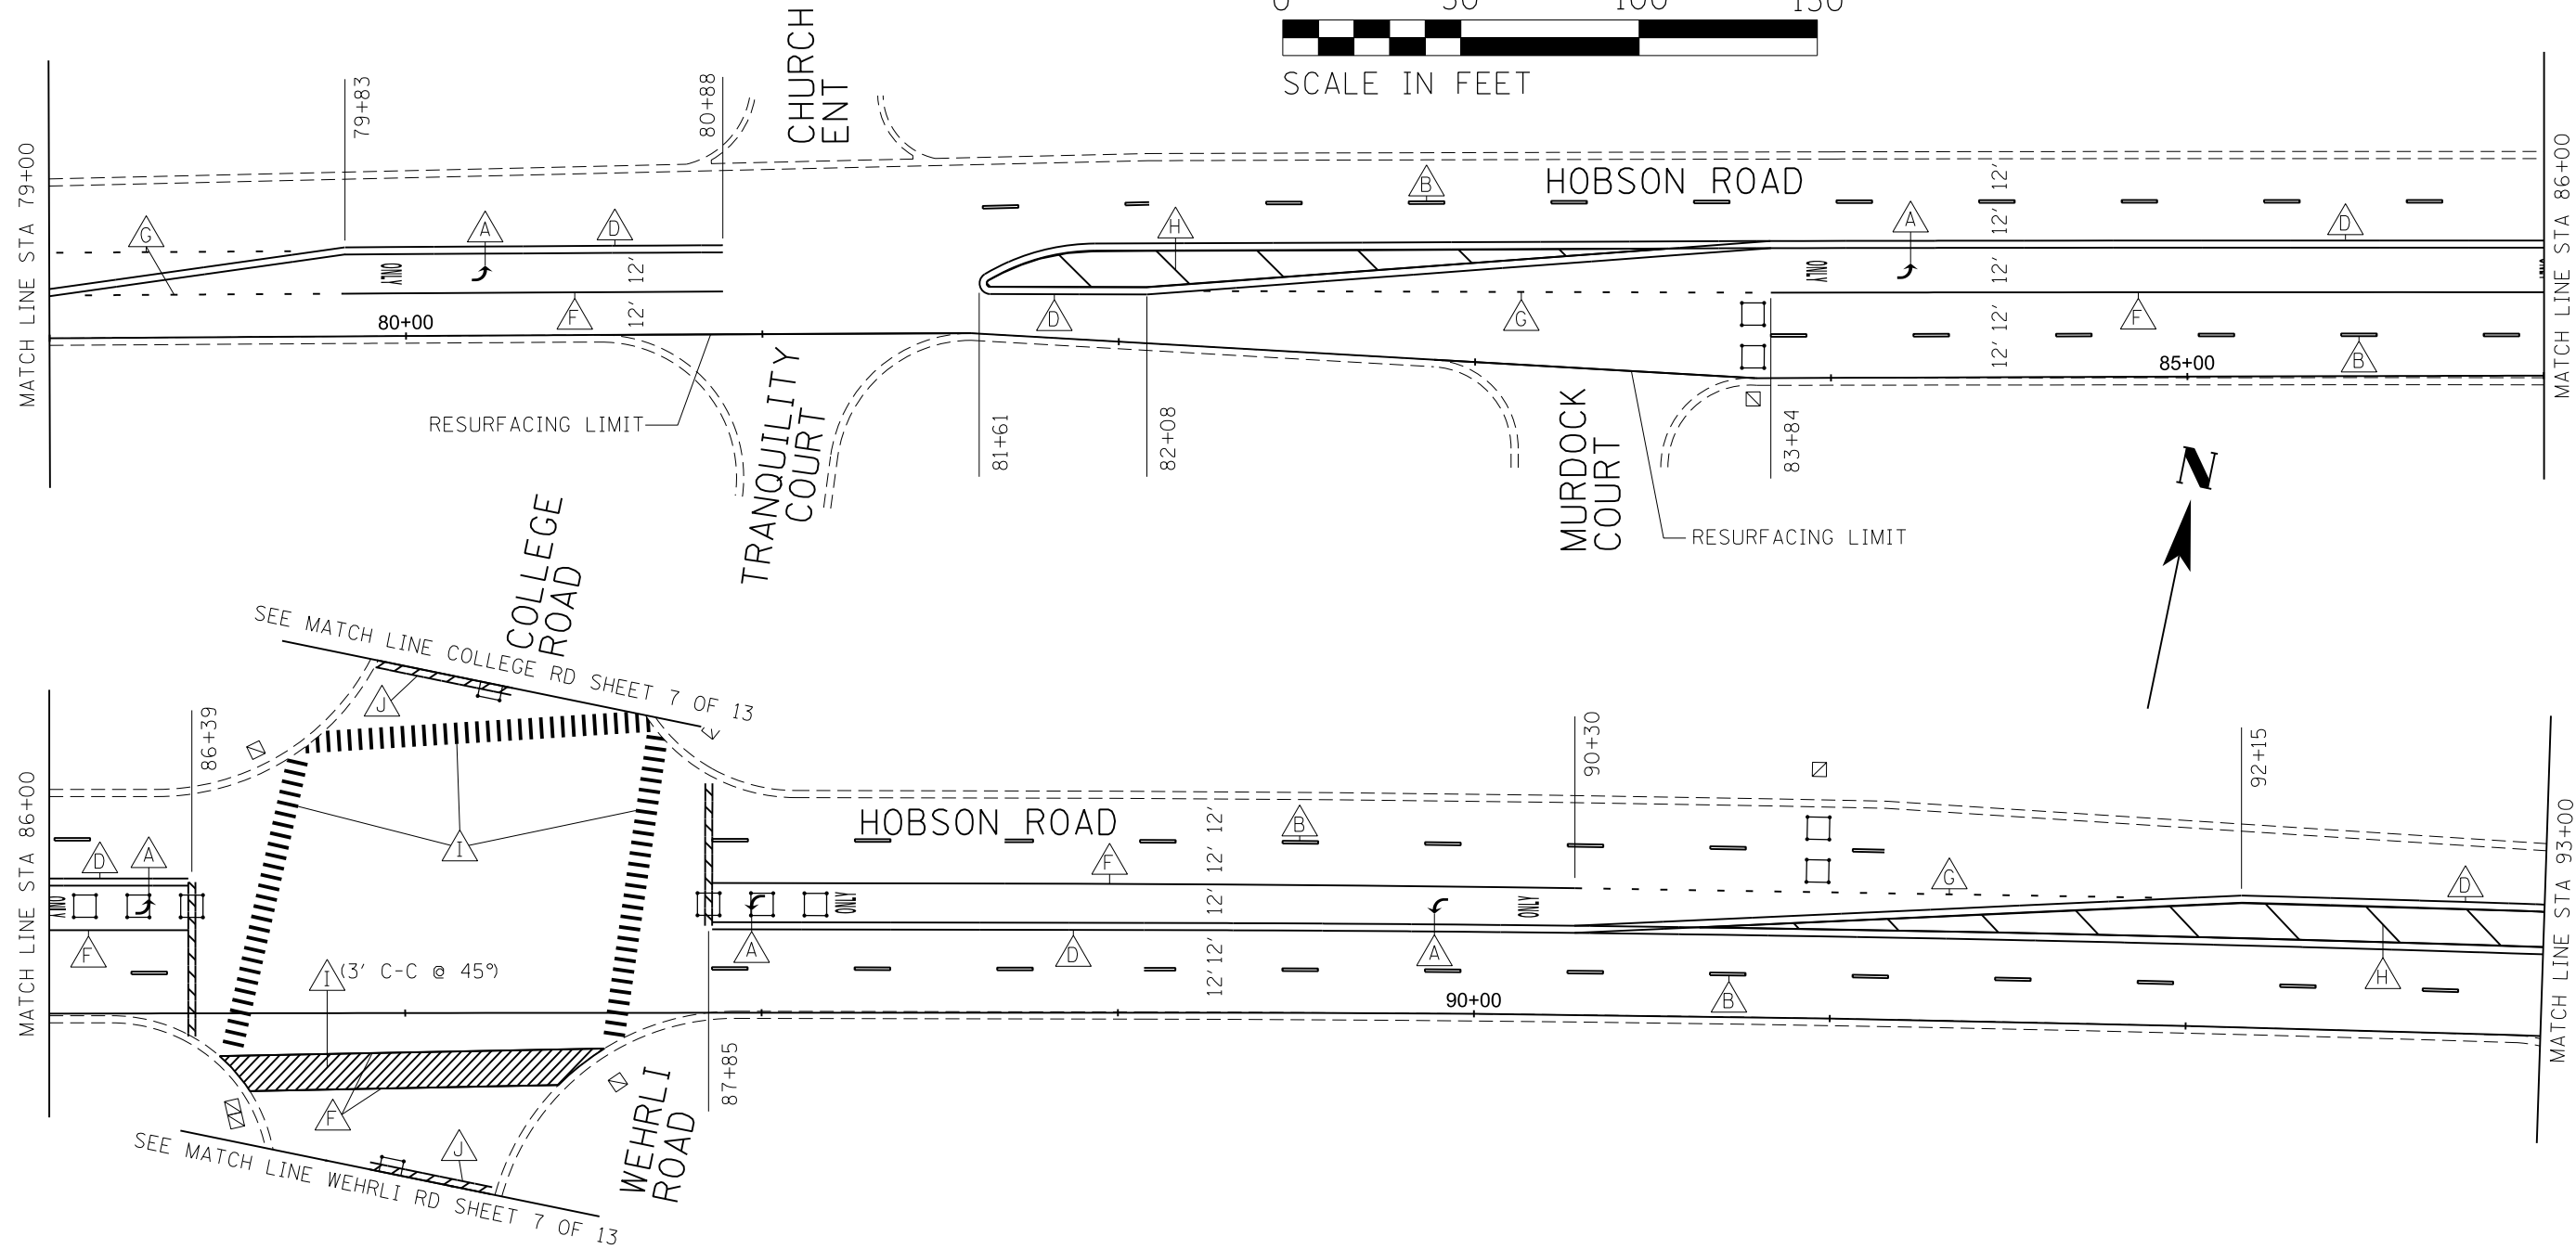 0 50 100 150
SCALE IN FEET
CHURCH
ENT
79+83
80+88
MATCH LINE STA 79+00
MATCH LINE STA 86+00
HOBSON ROAD
G
A
D
H
B
A
D
12'
12'
12'
12'
12'
12'
12'
12'
ONLY
ONLY
F
D
G
F
B
80+00
85+00
RESURFACING LIMIT
TRANQUILITY
COURT
81+61
82+08
MURDOCK
COURT
83+84
RESURFACING LIMIT
N
COLLEGE
ROAD
SEE MATCH LINE COLLEGE RD SHEET 7 OF 13
J
86+39
90+30
92+15
MATCH LINE STA 86+00
MATCH LINE STA 93+00
HOBSON ROAD
D
A
I
F
B
G
D
12'
12'
12'
12'
12'
ONLY
ONLY
ONLY
F
A
D
A
B
H
I
(3' C-C @ 45°)
90+00
F
J
87+85
WEHRLI
ROAD
SEE MATCH LINE WEHRLI RD SHEET 7 OF 13